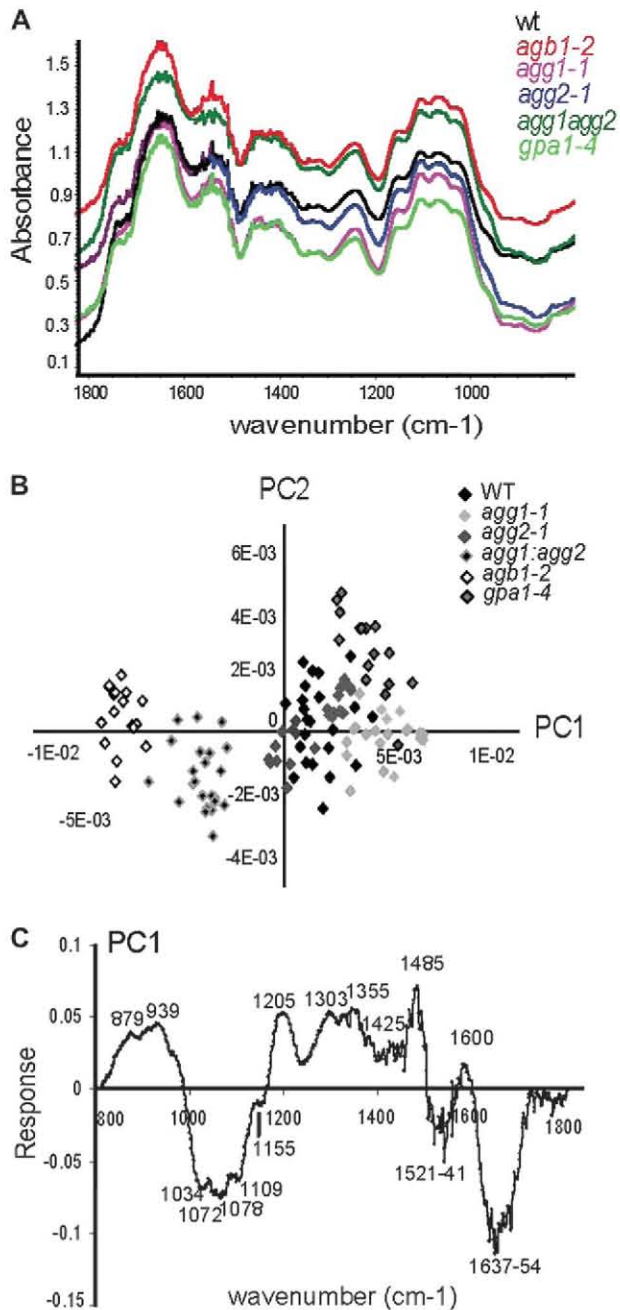 A
wt
agb1-2
agg1-1
agg2-1
agg1agg2
gpa1-4
1.5
1.3
1.1
0.9
0.7
0.5
0.3
0.1
Absorbance
1800 1600 1400 1200 1000
wavenumber (cm-1)
B
PC2
WT
agg1-1
agg2-1
agg1:agg2
agb1-2
gpa1-4
6E-03
4E-03
2E-03
0
PC1
-1E-02 5E-03 1E-02
-5E-03 -2E-03
-4E-03
C
PC1
0.1
0.05
0
-0.05
-0.1
-0.15
Response
1485
1355
879 939 1205 1303 1425 1600
800 1000 1200 1400 1600 1800
1155
1034 1109 1521-41
1072 1078
1637-54
wavenumber (cm-1)